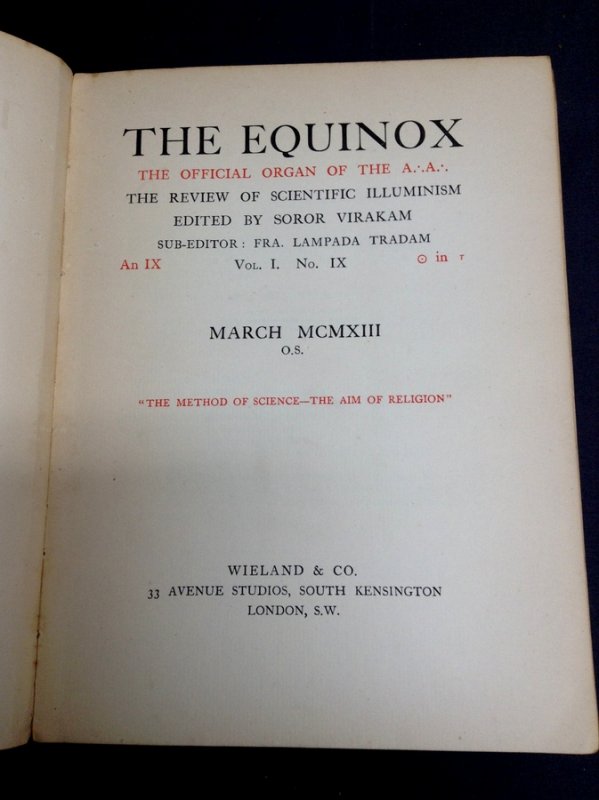 THE EQUINOX
THE OFFICIAL ORGAN OF THE A∴A∴
THE REVIEW OF SCIENTIFIC ILLUMINISM
EDITED BY SOROR VIRAKAM
SUB-EDITOR : FRA. LAMPADA TRADAM
An IX Vol. I. No. IX ☉ in ♈
MARCH MCMXIII
O.S.
"THE METHOD OF SCIENCE—THE AIM OF RELIGION"
WIELAND & CO.
33 AVENUE STUDIOS, SOUTH KENSINGTON
LONDON, S.W.